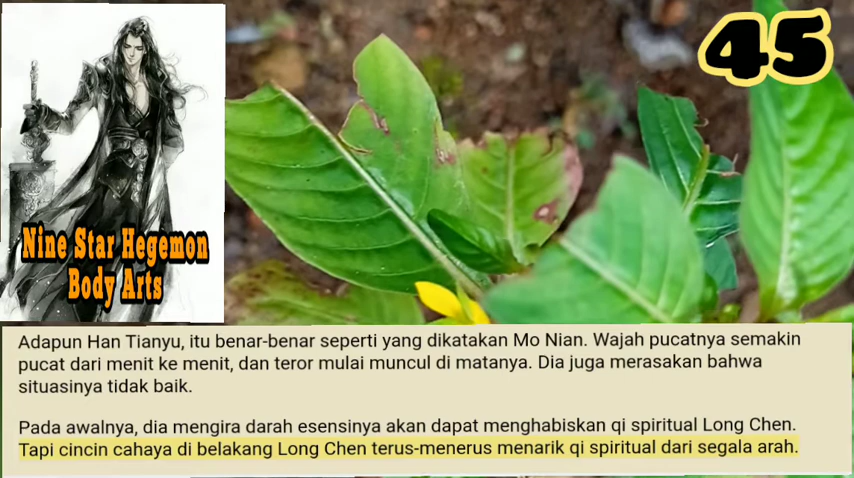 45
Nine Star Hegemon
Body Arts
Adapun Han Tianyu, itu benar-benar seperti yang dikatakan Mo Nian. Wajah pucatnya semakin
pucat dari menit ke menit, dan teror mulai muncul di matanya. Dia juga merasakan bahwa
situasinya tidak baik.
Pada awalnya, dia mengira darah esensinya akan dapat menghabiskan qi spiritual Long Chen.
Tapi cincin cahaya di belakang Long Chen terus-menerus menarik qi spiritual dari segala arah.